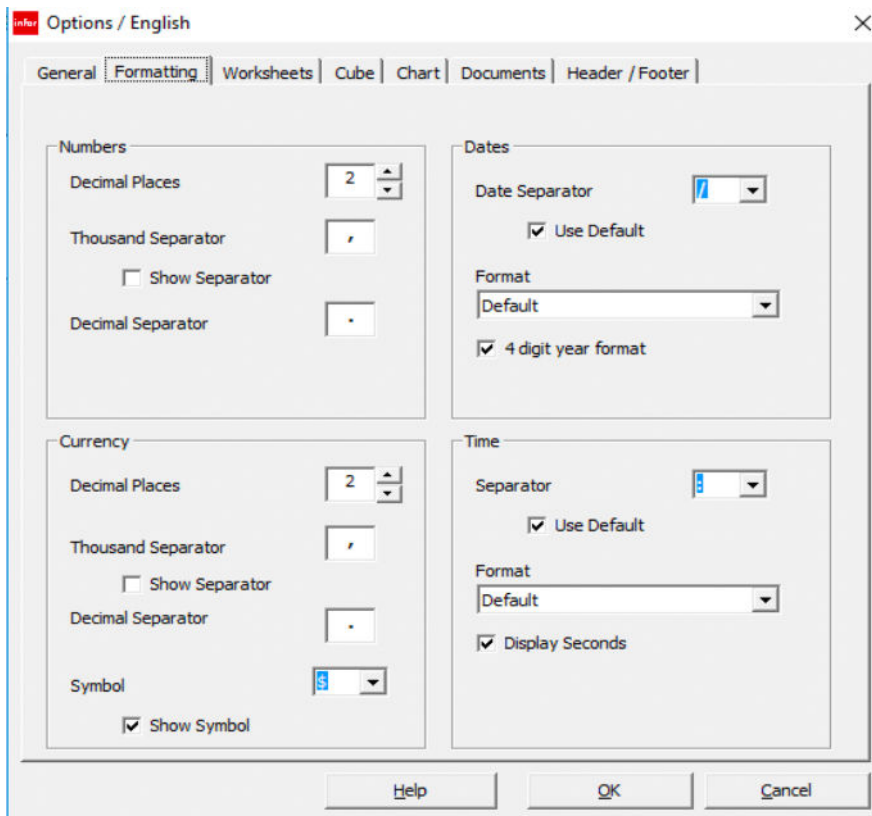 infor Options / English
General Formatting Worksheets Cube Chart Documents Header / Footer
Numbers
Decimal Places 2
Thousand Separator ,
Show Separator
Decimal Separator .
Dates
Date Separator /
Use Default
Format
Default
4 digit year format
Currency
Decimal Places 2
Thousand Separator ,
Show Separator
Decimal Separator .
Symbol $
Show Symbol
Time
Separator :
Use Default
Format
Default
Display Seconds
Help OK Cancel